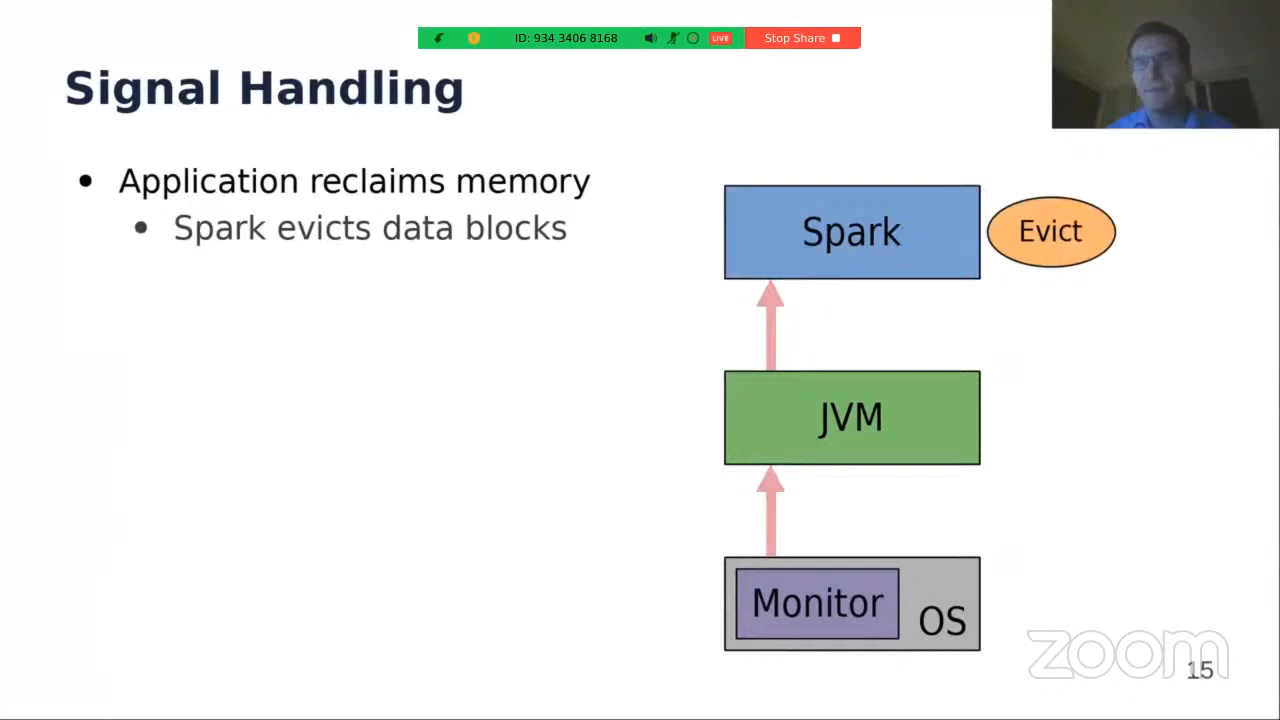 ID: 934 3406 8168
LIVE
Stop Share
Signal Handling
• Application reclaims memory
• Spark evicts data blocks
Spark
Evict
JVM
Monitor
OS
zoom
15